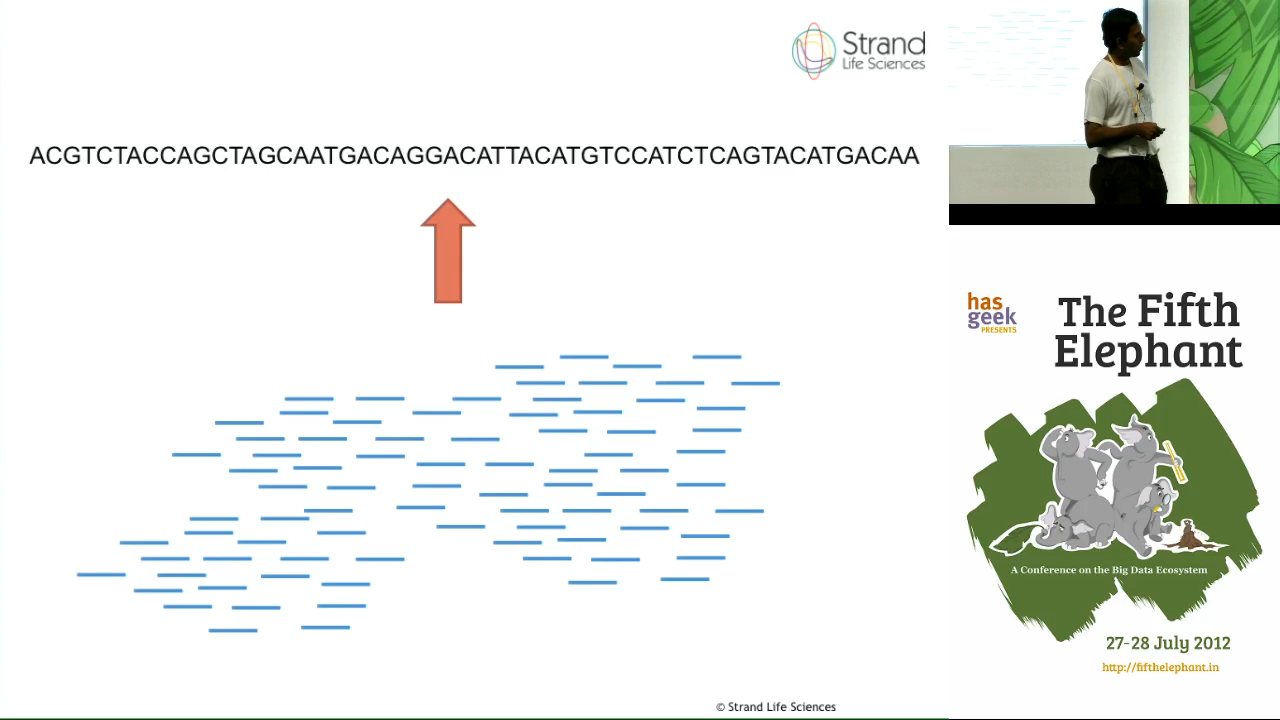 Strand
Life Sciences
ACGTCTACCAGCTAGCAATGACAGGACATTACATGTCCATCTCAGTACATGACAA
© Strand Life Sciences
has
geek
PRESENTS
The Fifth
Elephant
A Conference on the Big Data Ecosystem
27-28 July 2012
http://fifthelephant.in